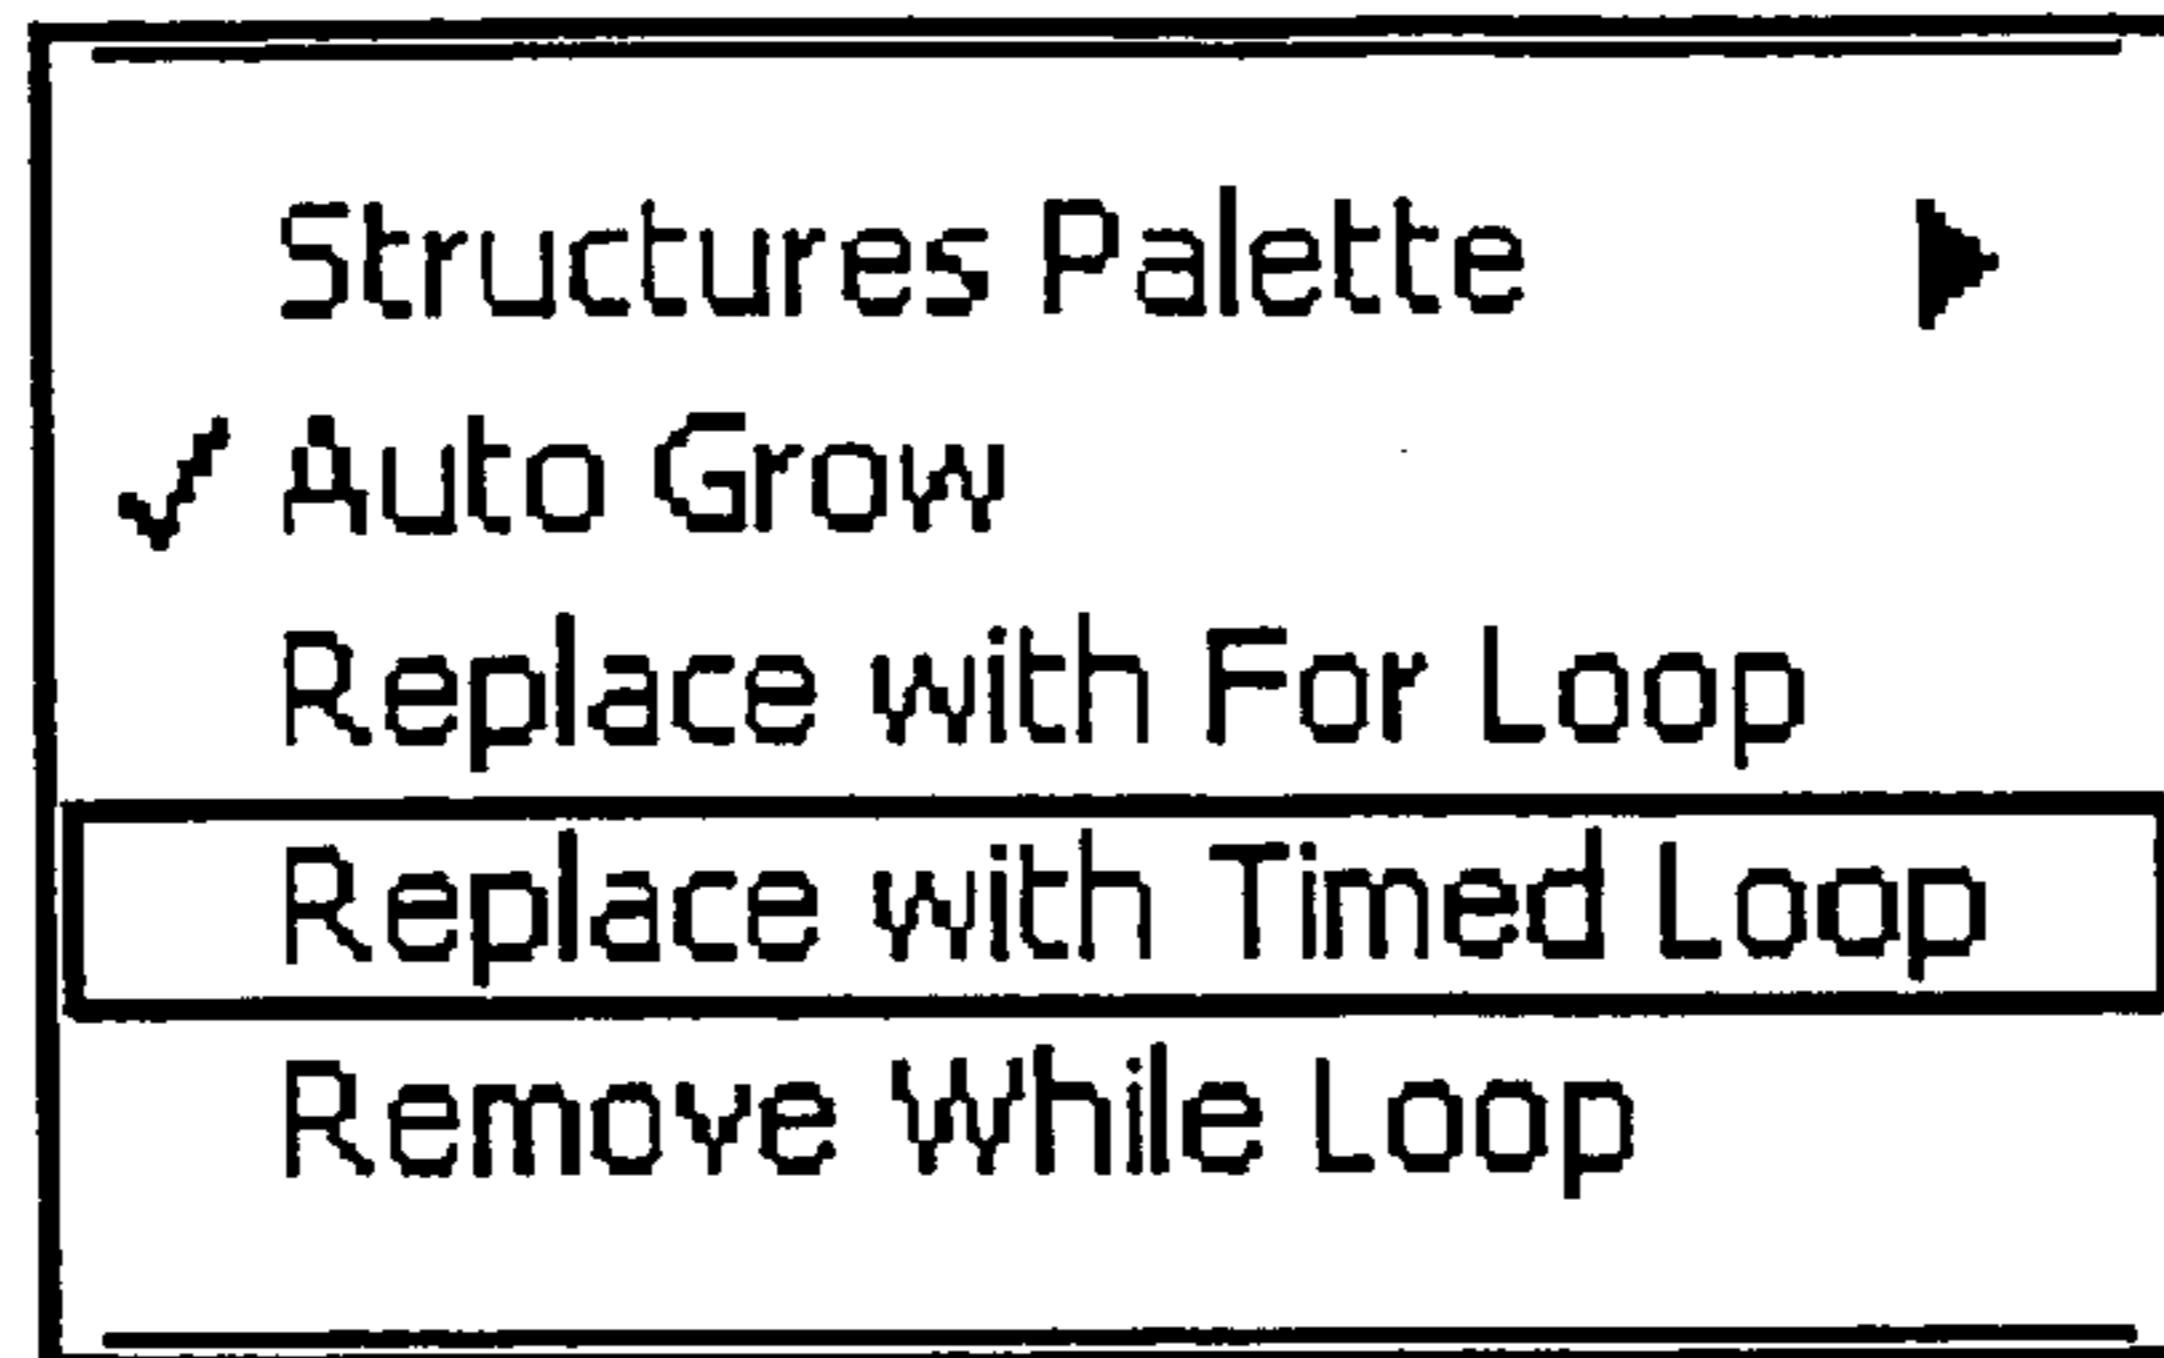 Structures Palette
Auto Grow
Replace with For Loop
Replace with Timed Loop
Remove While Loop